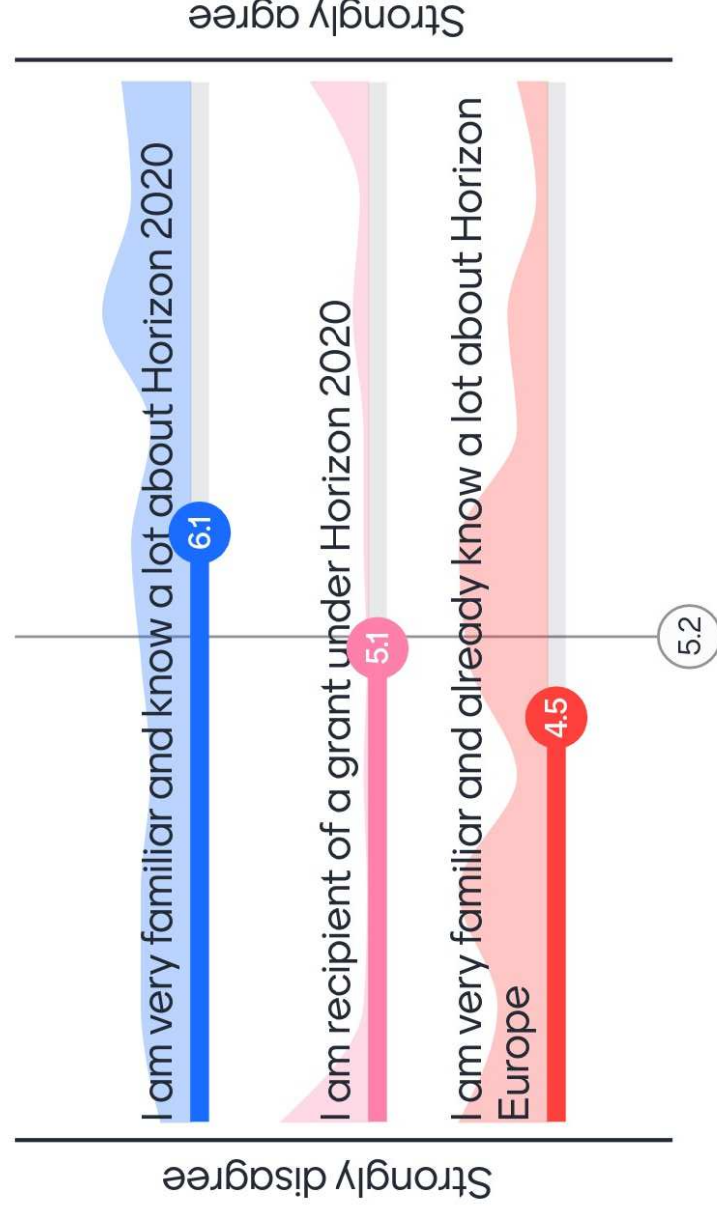 Strongly agree
I am very familiar and know a lot about Horizon 2020
6.1
I am recipient of a grant under Horizon 2020
5.1
I am very familiar and already know a lot about Horizon
Europe
4.5
5.2
Strongly disagree